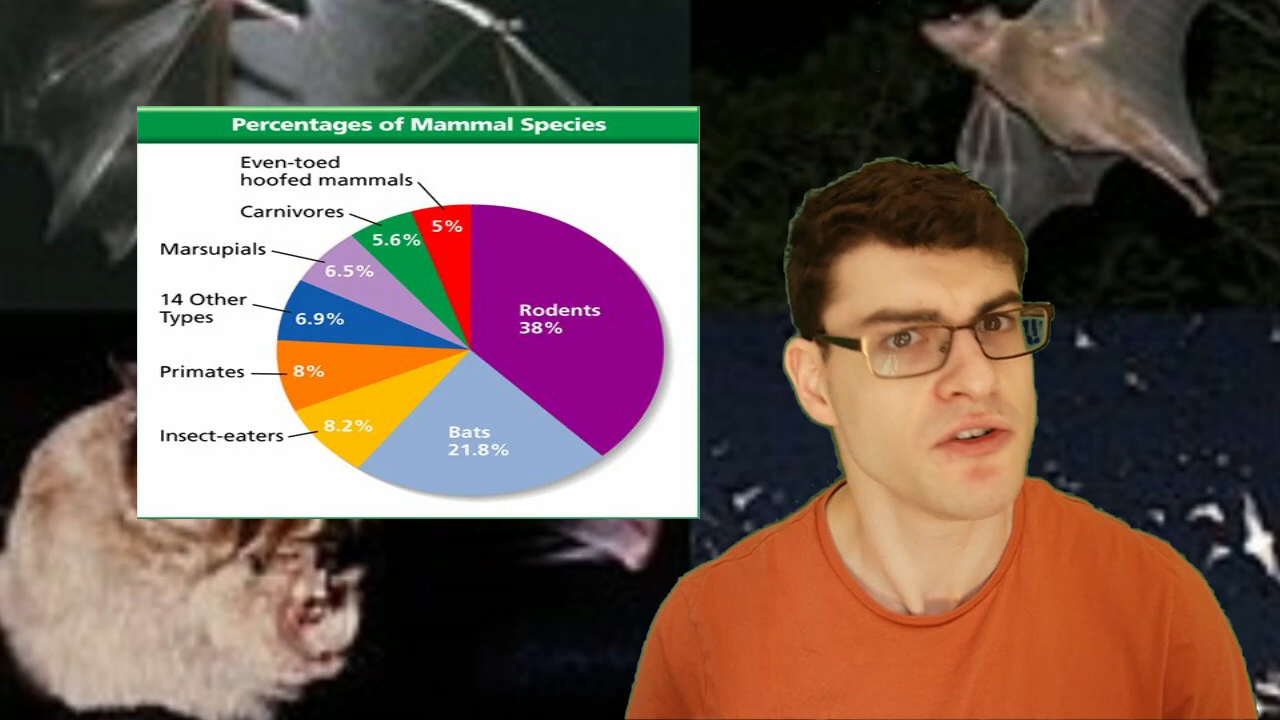 Percentages of Mammal Species
Even-toed
hoofed mammals
5%
Carnivores
5.6%
Marsupials
6.5%
14 Other
Types
6.9%
Primates
8%
Insect-eaters
8.2%
Rodents
38%
Bats
21.8%